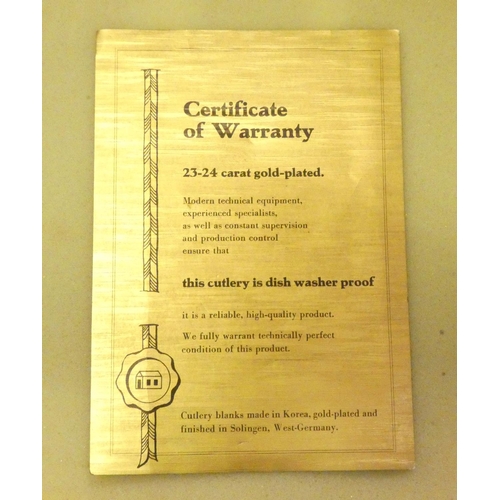 Certificate
of Warranty
23-24 carat gold-plated.
Modern technical equipment,
experienced specialists,
as well as constant supervision
and production control
ensure that
this cutlery is dish washer proof
it is a reliable, high-quality product.
We fully warrant technically perfect
condition of this product.
Cutlery blanks made in Korea, gold-plated and
finished in Solingen, West-Germany.